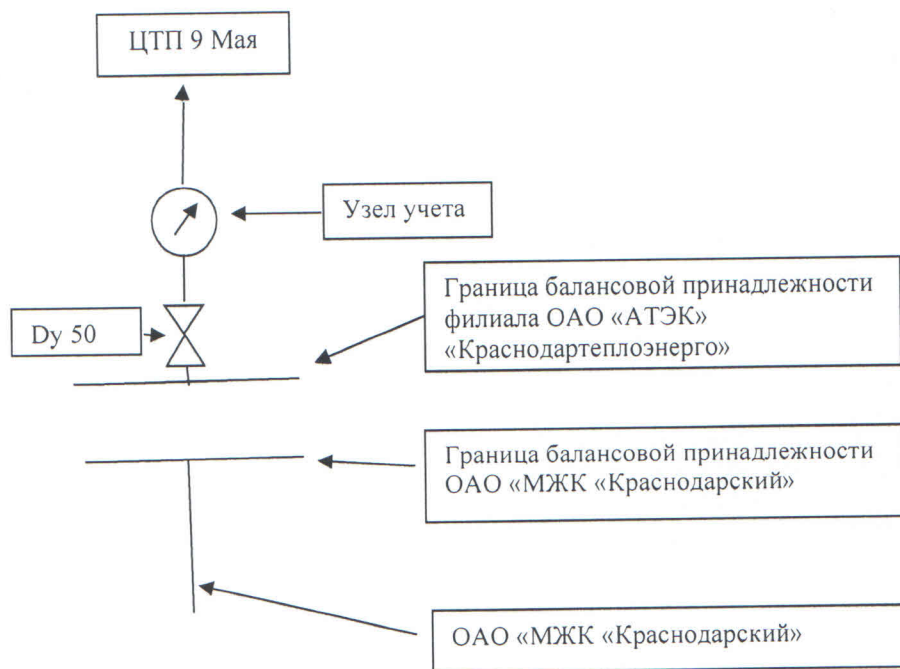 ЦТП 9 Мая
Узел учета
Граница балансовой принадлежности
филиала ОАО «АТЭК»
«Краснодартеплоэнерго»
Dy 50
Граница балансовой принадлежности
ОАО «МЖК «Краснодарский»
ОАО «МЖК «Краснодарский»